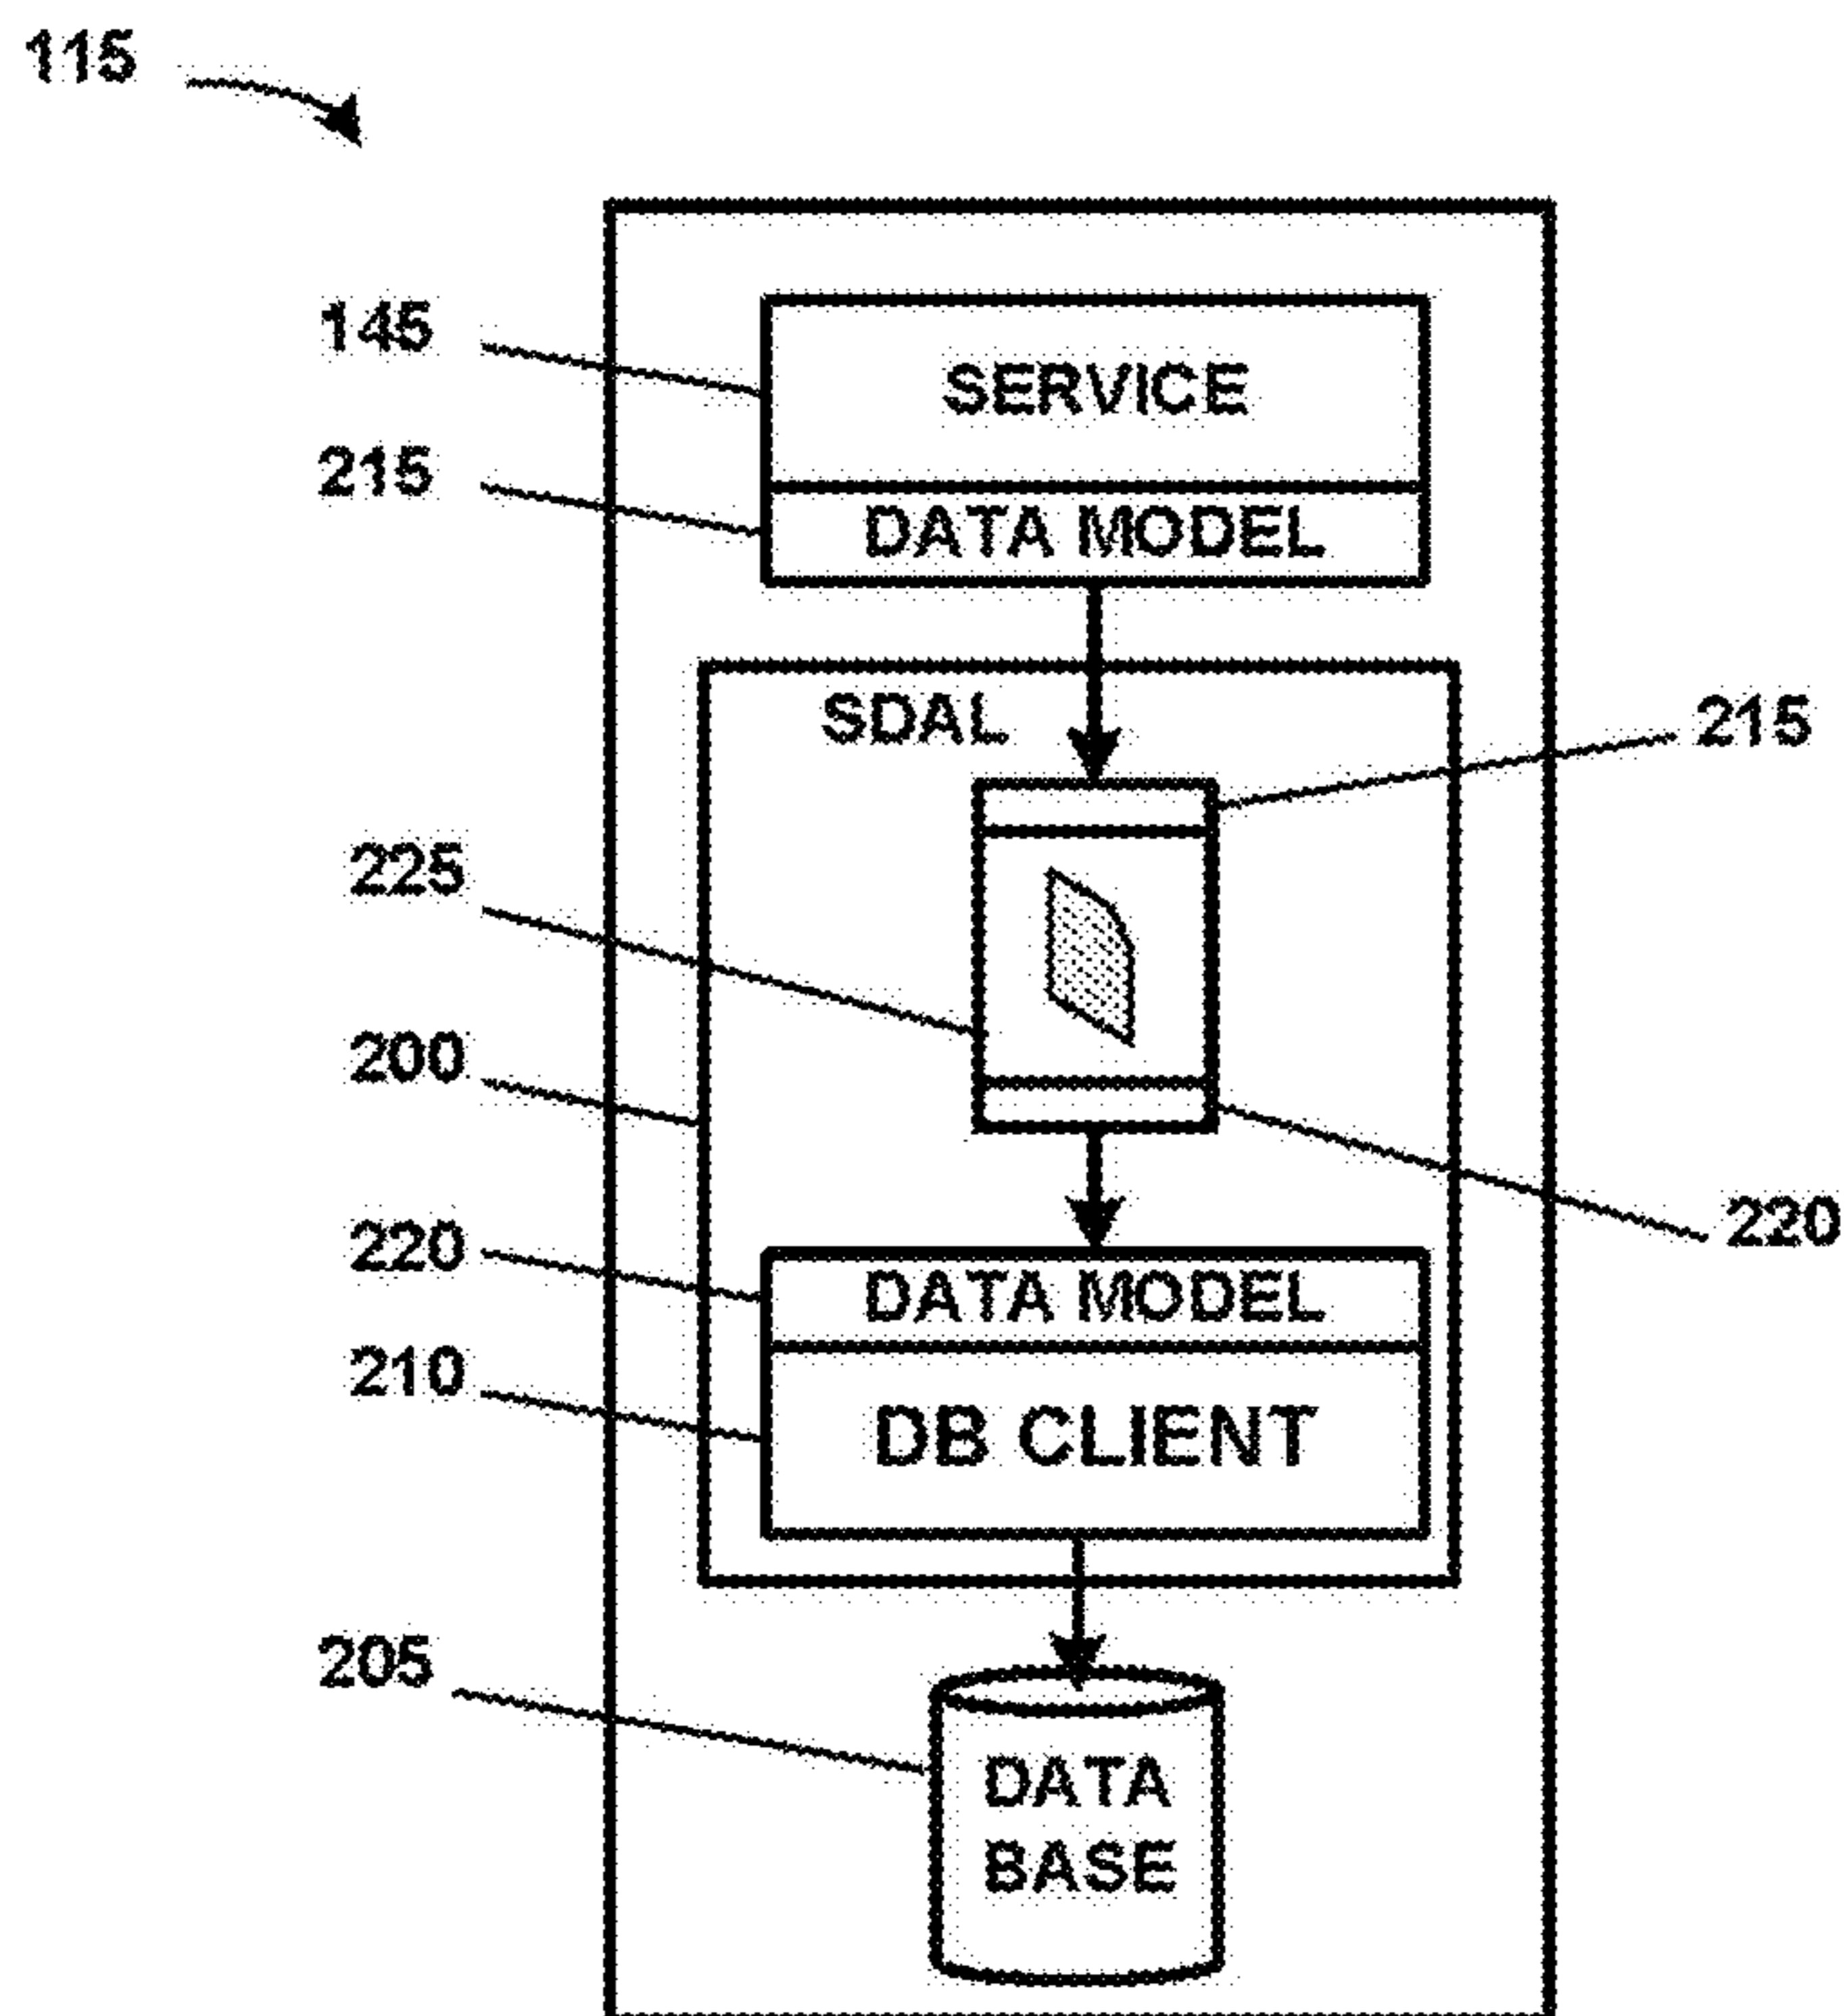 115
145
SERVICE
215
DATA MODEL
SDAL
215
225
200
220
220
DATA MODEL
210
DB CLIENT
205
DATA
BASE